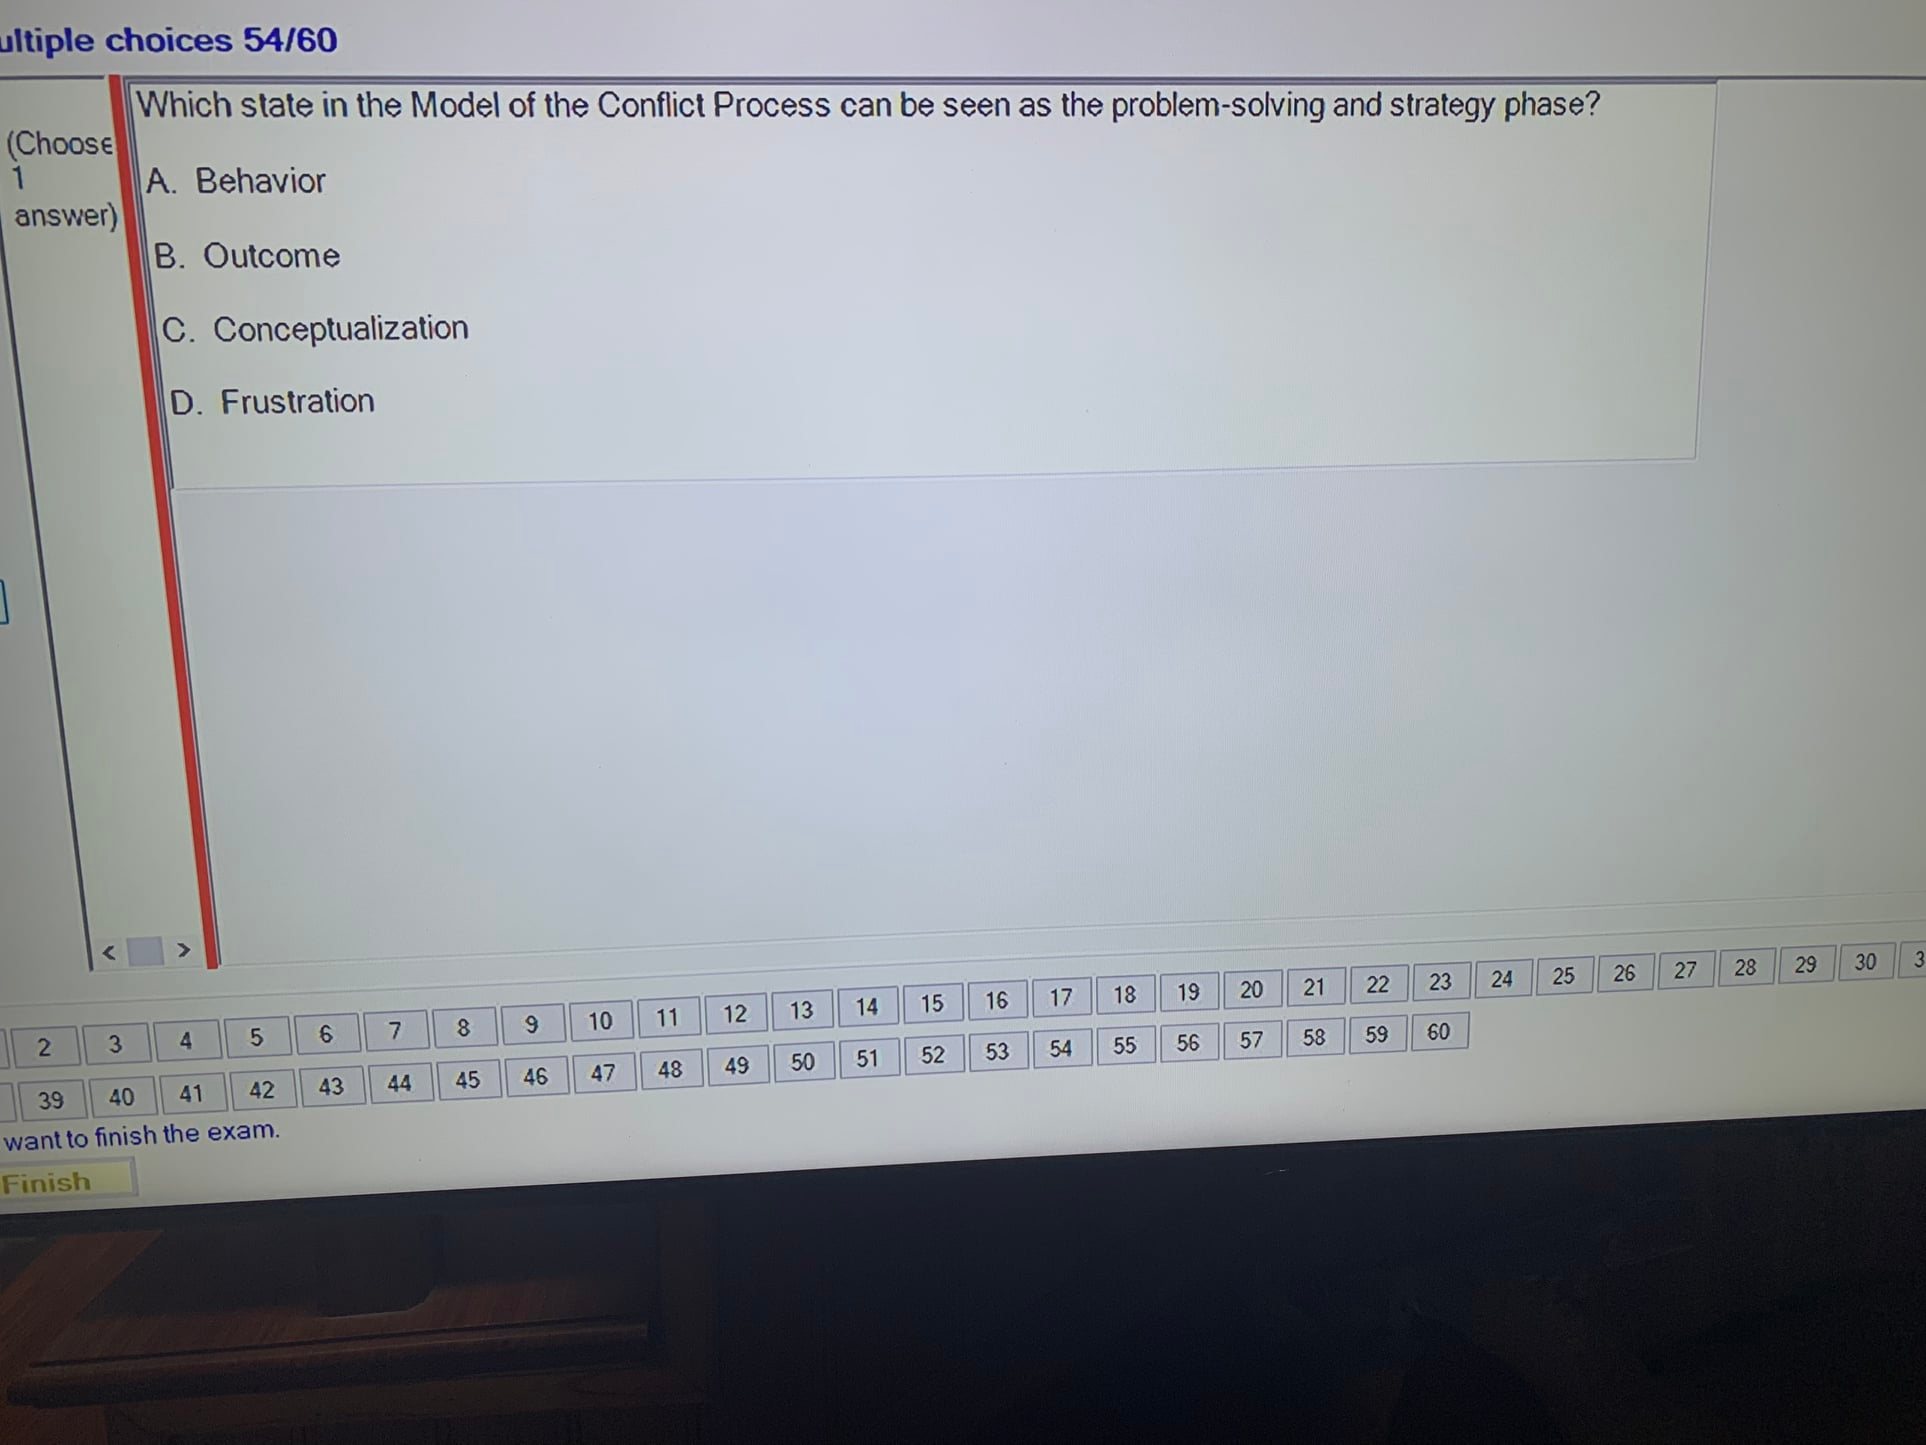 ultiple choices 54/60
(Choose
1
answer)
Which state in the Model of the Conflict Process can be seen as the problem-solving and strategy phase?
A. Behavior
B. Outcome
C. Conceptualization
D. Frustration
< >
2 3 4 5 6 7 8 9 10 11 12 13 14 15 16 17 18 19 20 21 22 23 24 25 26 27 28 29 30 3
39 40 41 42 43 44 45 46 47 48 49 50 51 52 53 54 55 56 57 58 59 60
want to finish the exam.
Finish